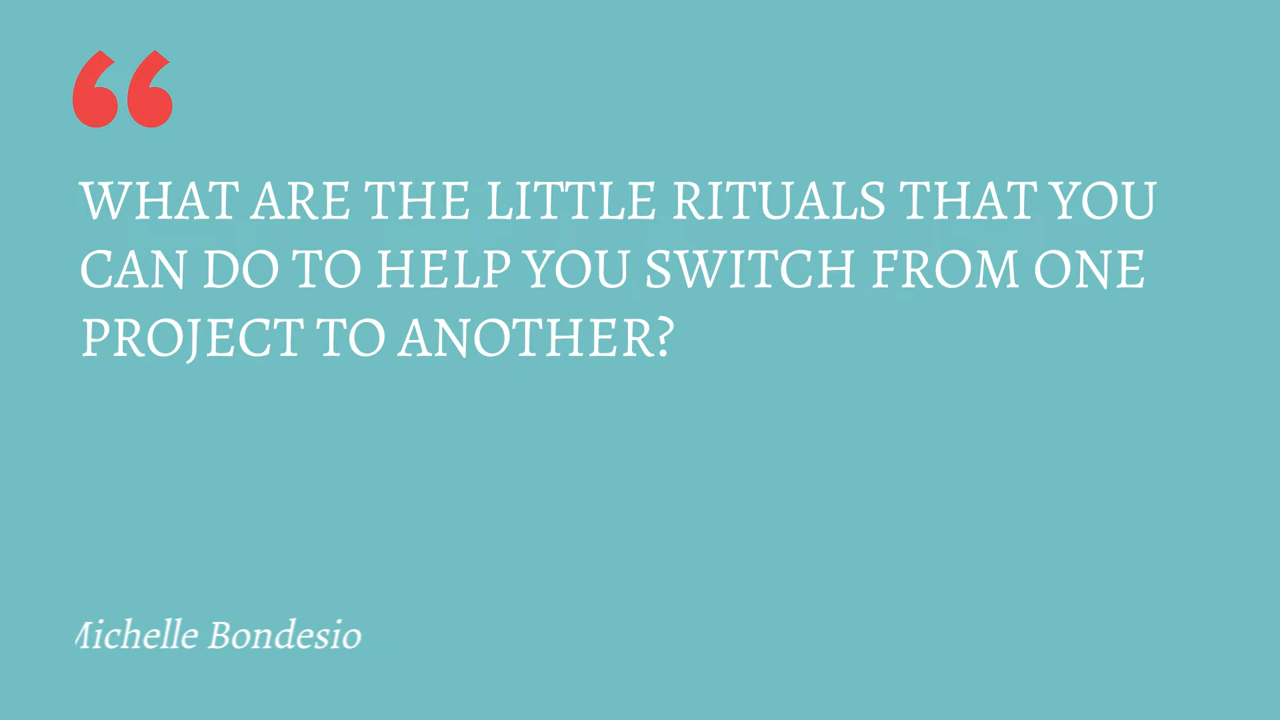 “
WHAT ARE THE LITTLE RITUALS THAT YOU
CAN DO TO HELP YOU SWITCH FROM ONE
PROJECT TO ANOTHER?
Michelle Bondesio